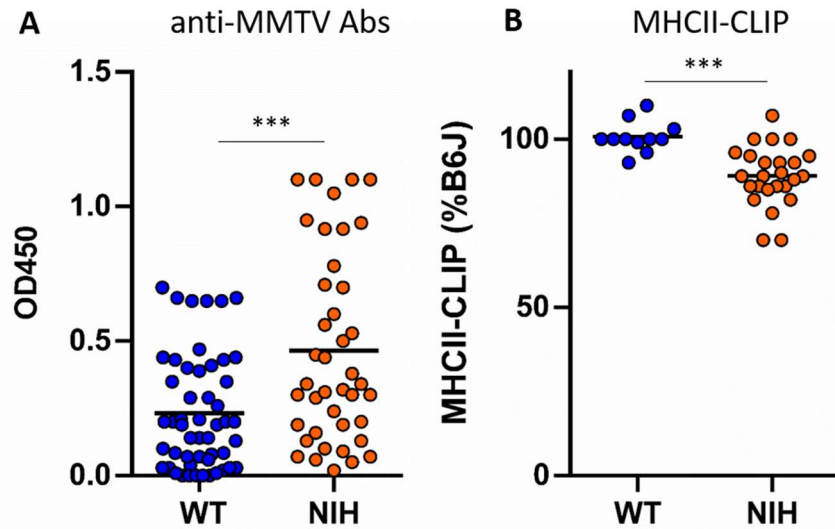 A
anti-MMTV Abs
OD450
1.5
1.0
0.5
0.0
***
WT
NIH
B
MHCII-CLIP
MHCII-CLIP (%B6J)
100
50
0
***
WT
NIH